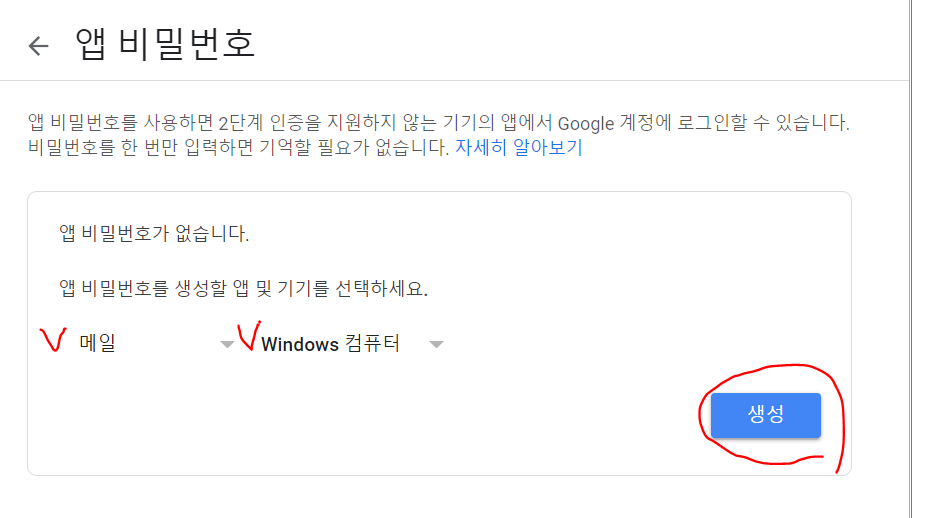 앱 비밀번호
앱 비밀번호를 사용하면 2단계 인증을 지원하지 않는 기기의 앱에서 Google 계정에 로그인할 수 있습니다.
비밀번호를 한 번만 입력하면 기억할 필요가 없습니다. 자세히 알아보기
앱 비밀번호가 없습니다.
앱 비밀번호를 생성할 앱 및 기기를 선택하세요.
메일 Windows 컴퓨터
생성